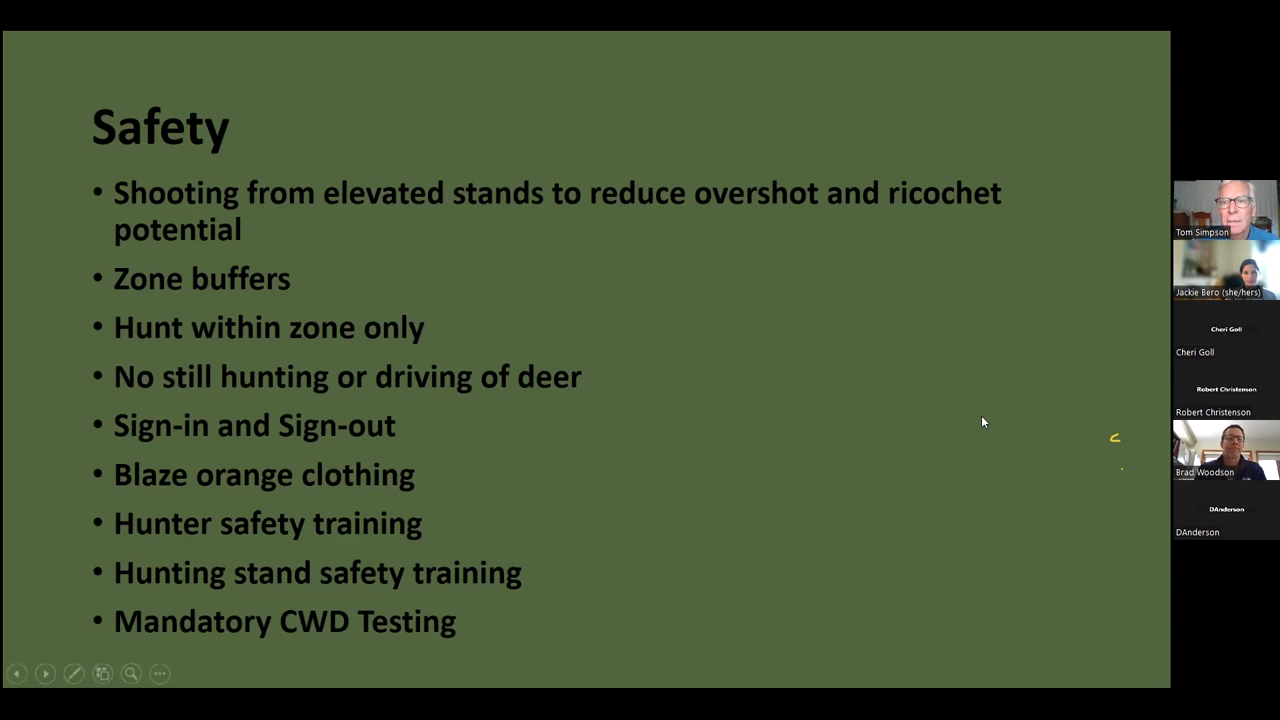 Safety
• Shooting from elevated stands to reduce overshot and ricochet
potential
• Zone buffers
• Hunt within zone only
• No still hunting or driving of deer
• Sign-in and Sign-out
• Blaze orange clothing
• Hunter safety training
• Hunting stand safety training
• Mandatory CWD Testing
Tom Simpson
Jackie Bero (she/hers)
Cheri Goll
Cheri Goll
Robert Christenson
Robert Christenson
Brad Woodson
DAnderson
DAnderson